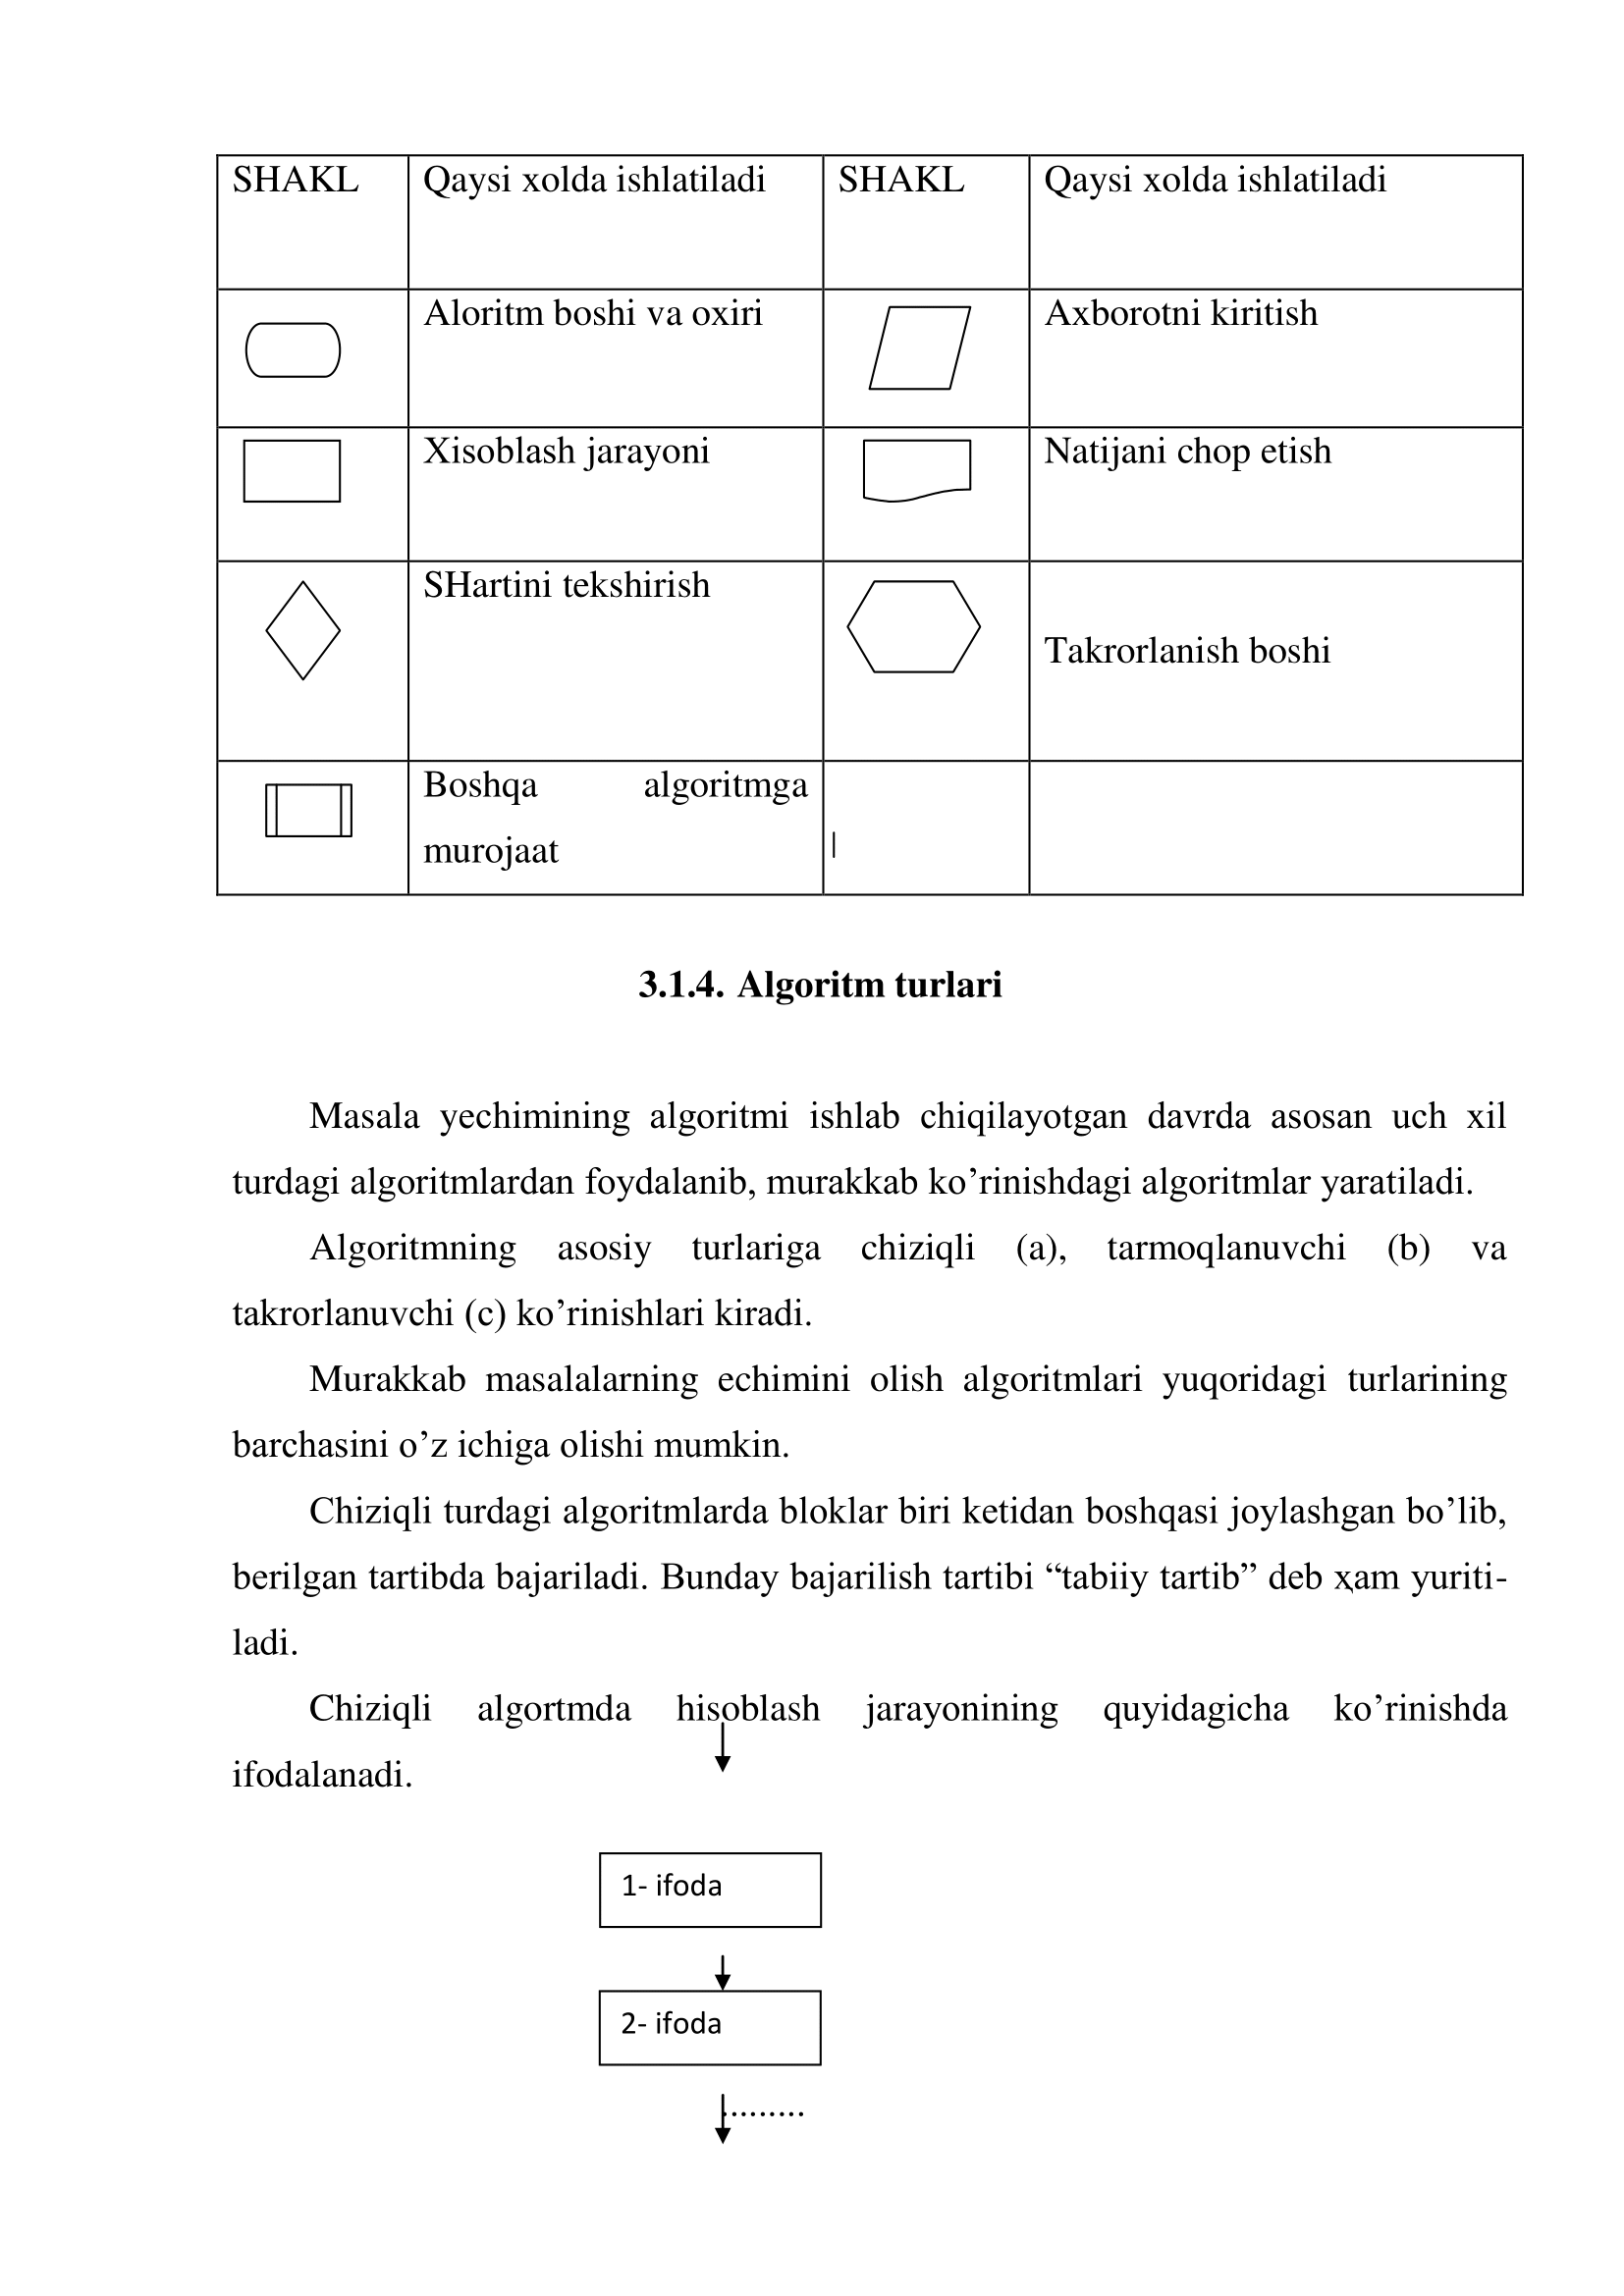 SHAKL Qaysi xolda ishlatiladi SHAKL Qaysi xolda ishlatiladi
Aloritm boshi va oxiri Axborotni kiritish
Xisoblash jarayoni Natijani chop etish
SHartini tekshirish
Takrorlanish boshi
Boshqa algoritmga
murojaat
3.1.4. Algoritm turlari
Masala yechimining algoritmi ishlab chiqilayotgan davrda asosan uch xil
turdagi algoritmlardan foydalanib, murakkab ko’rinishdagi algoritmlar yaratiladi.
Algoritmning asosiy turlariga chiziqli (a), tarmoqlanuvchi (b) va
takrorlanuvchi (c) ko’rinishlari kiradi.
Murakkab masalalarning echimini olish algoritmlari yuqoridagi turlarining
barchasini o’z ichiga olishi mumkin.
Chiziqli turdagi algoritmlarda bloklar biri ketidan boshqasi joylashgan bo’lib,
berilgan tartibda bajariladi. Bunday bajarilish tartibi “tabiiy tartib” deb ҳam yuriti-
ladi.
Chiziqli algortmda hisoblash jarayonining quyidagicha ko’rinishda
ifodalanadi.
1- ifoda
2- ifoda
.........